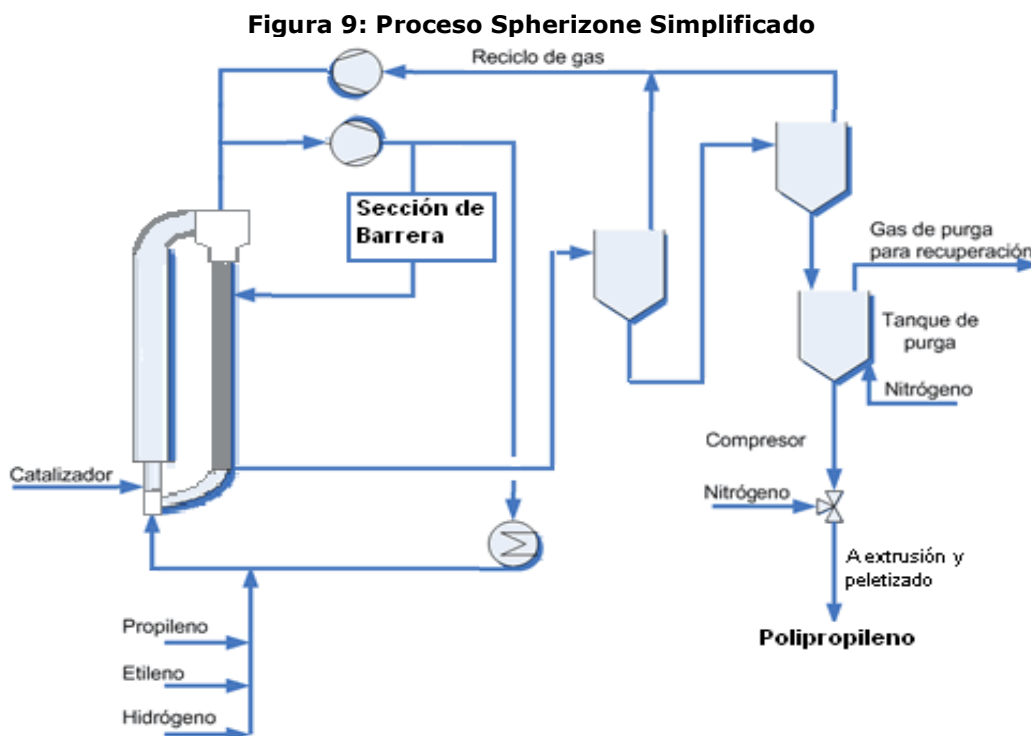 Figura 9: Proceso Spherizone Simplificado
Reciclo de gas
Sección de
Barrera
Gas de purga
para recuperación
Tanque de
purga
Nitrógeno
Compresor
Catalizador
Nitrógeno
A extrusión y
peletizado
Propileno
Polipropileno
Etileno
Hidrógeno